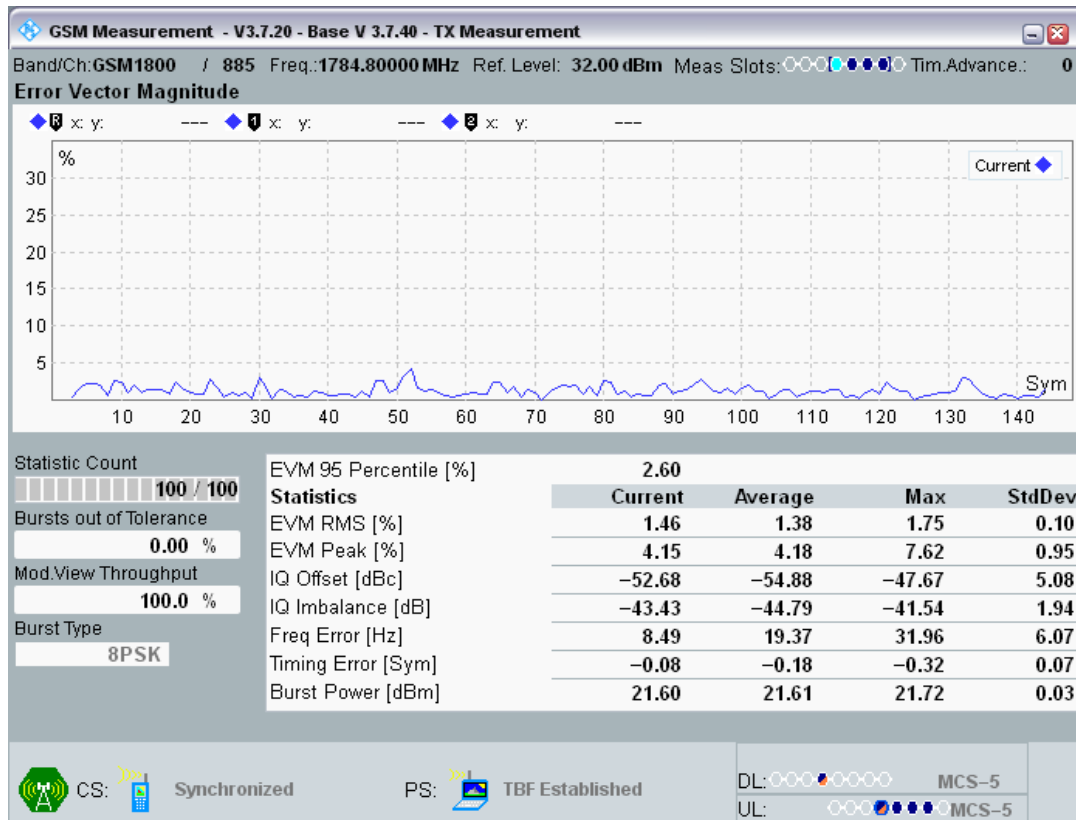 GSM Measurement - V3.7.20 - Base V 3.7.40 - TX Measurement
Band/Ch:GSM1800 / 885 Freq.:1784.80000 MHz Ref. Level: 32.00 dBm Meas Slots: Tim.Advance.: 0
Error Vector Magnitude
R x: y: --- 1 x: y: --- 2 x: y: ---
%
Current
30
25
20
15
10
5
Sym
10 20 30 40 50 60 70 80 90 100 110 120 130 140
Statistic Count
100 / 100
Bursts out of Tolerance
0.00 %
Mod.View Throughput
100.0 %
Burst Type
8PSK
EVM 95 Percentile [%] 2.60
Statistics Current Average Max StdDev
EVM RMS [%] 1.46 1.38 1.75 0.10
EVM Peak [%] 4.15 4.18 7.62 0.95
IQ Offset [dBc] −52.68 −54.88 −47.67 5.08
IQ Imbalance [dB] −43.43 −44.79 −41.54 1.94
Freq Error [Hz] 8.49 19.37 31.96 6.07
Timing Error [Sym] −0.08 −0.18 −0.32 0.07
Burst Power [dBm] 21.60 21.61 21.72 0.03
CS: Synchronized PS: TBF Established
DL: MCS−5
UL: MCS−5